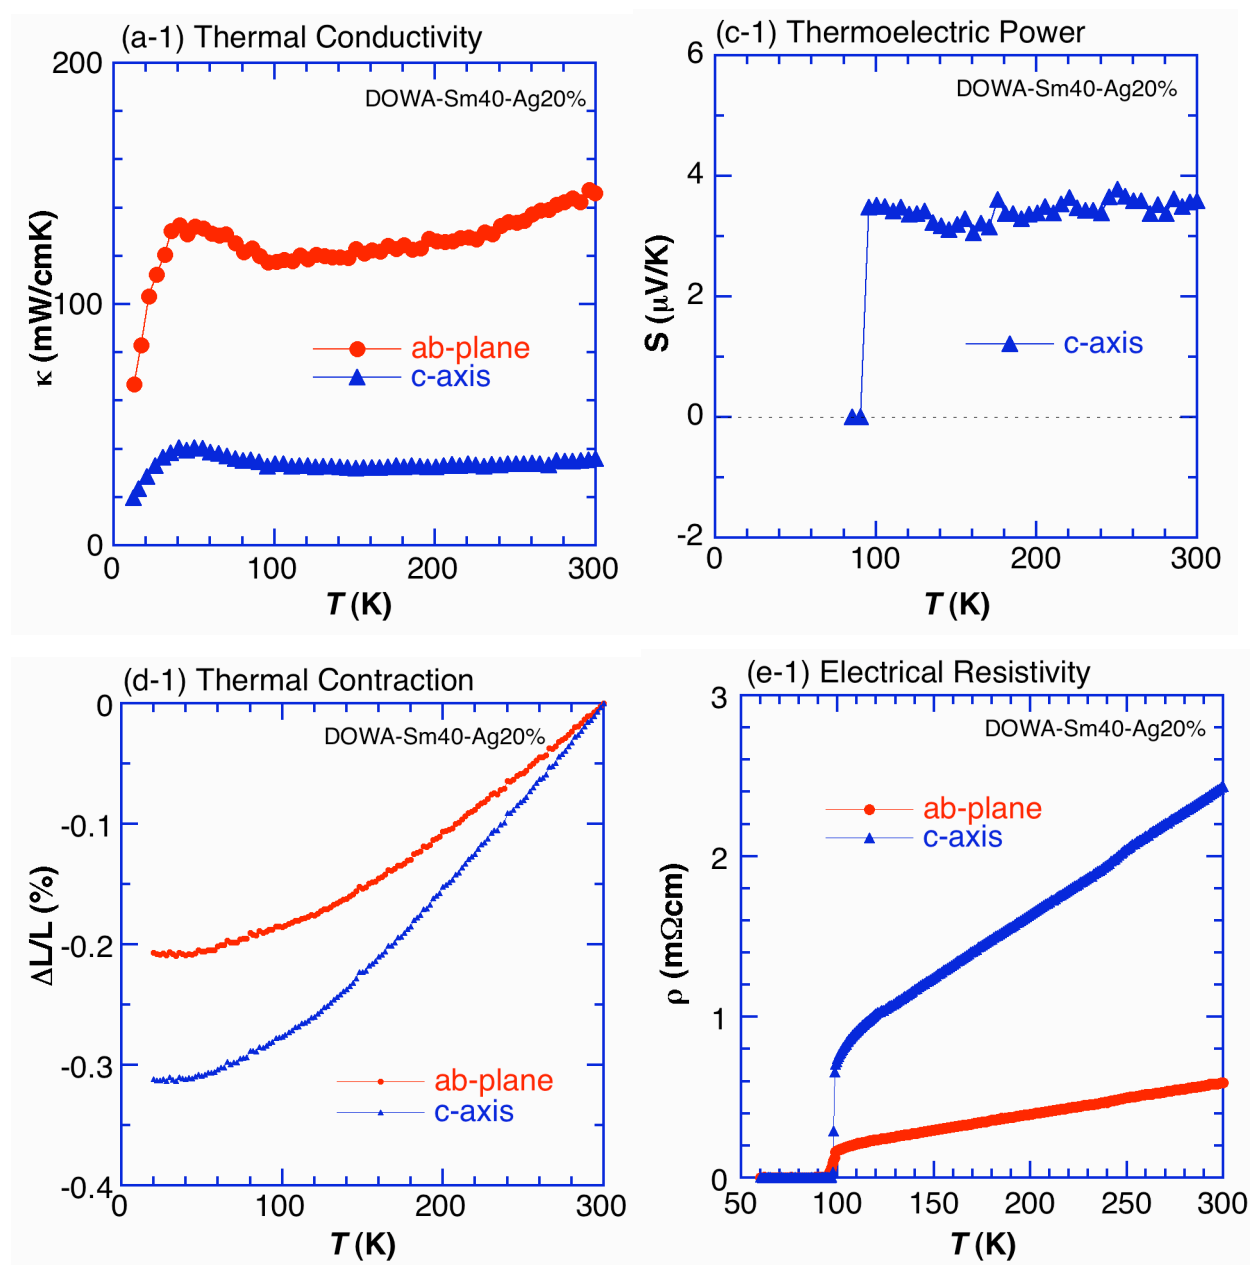 (a-1) Thermal Conductivity
200
DOWA-Sm40-Ag20%
κ (mW/cmK)
100
ab-plane
c-axis
0
0 100 200 300
T (K)
(c-1) Thermoelectric Power
6
DOWA-Sm40-Ag20%
4
S (μV/K)
2
c-axis
0
-2
0 100 200 300
T (K)
(d-1) Thermal Contraction
0
DOWA-Sm40-Ag20%
-0.1
ΔL/L (%)
-0.2
-0.3
ab-plane
c-axis
-0.4
0 100 200 300
T (K)
(e-1) Electrical Resistivity
3
DOWA-Sm40-Ag20%
ab-plane
c-axis
2
ρ (mΩcm)
1
0
50 100 150 200 250 300
T (K)